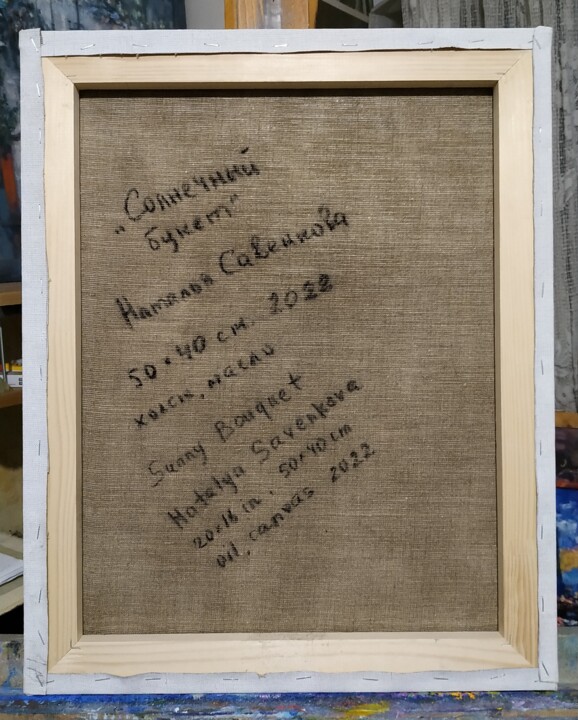 „Солнечный
букет"
Наталья Савенкова
50×40 см. 2022
холст, масло
Sunny Bouquet
Natalya Savenkova
20×16 in, 50×40 cm
oil, canvas 2022